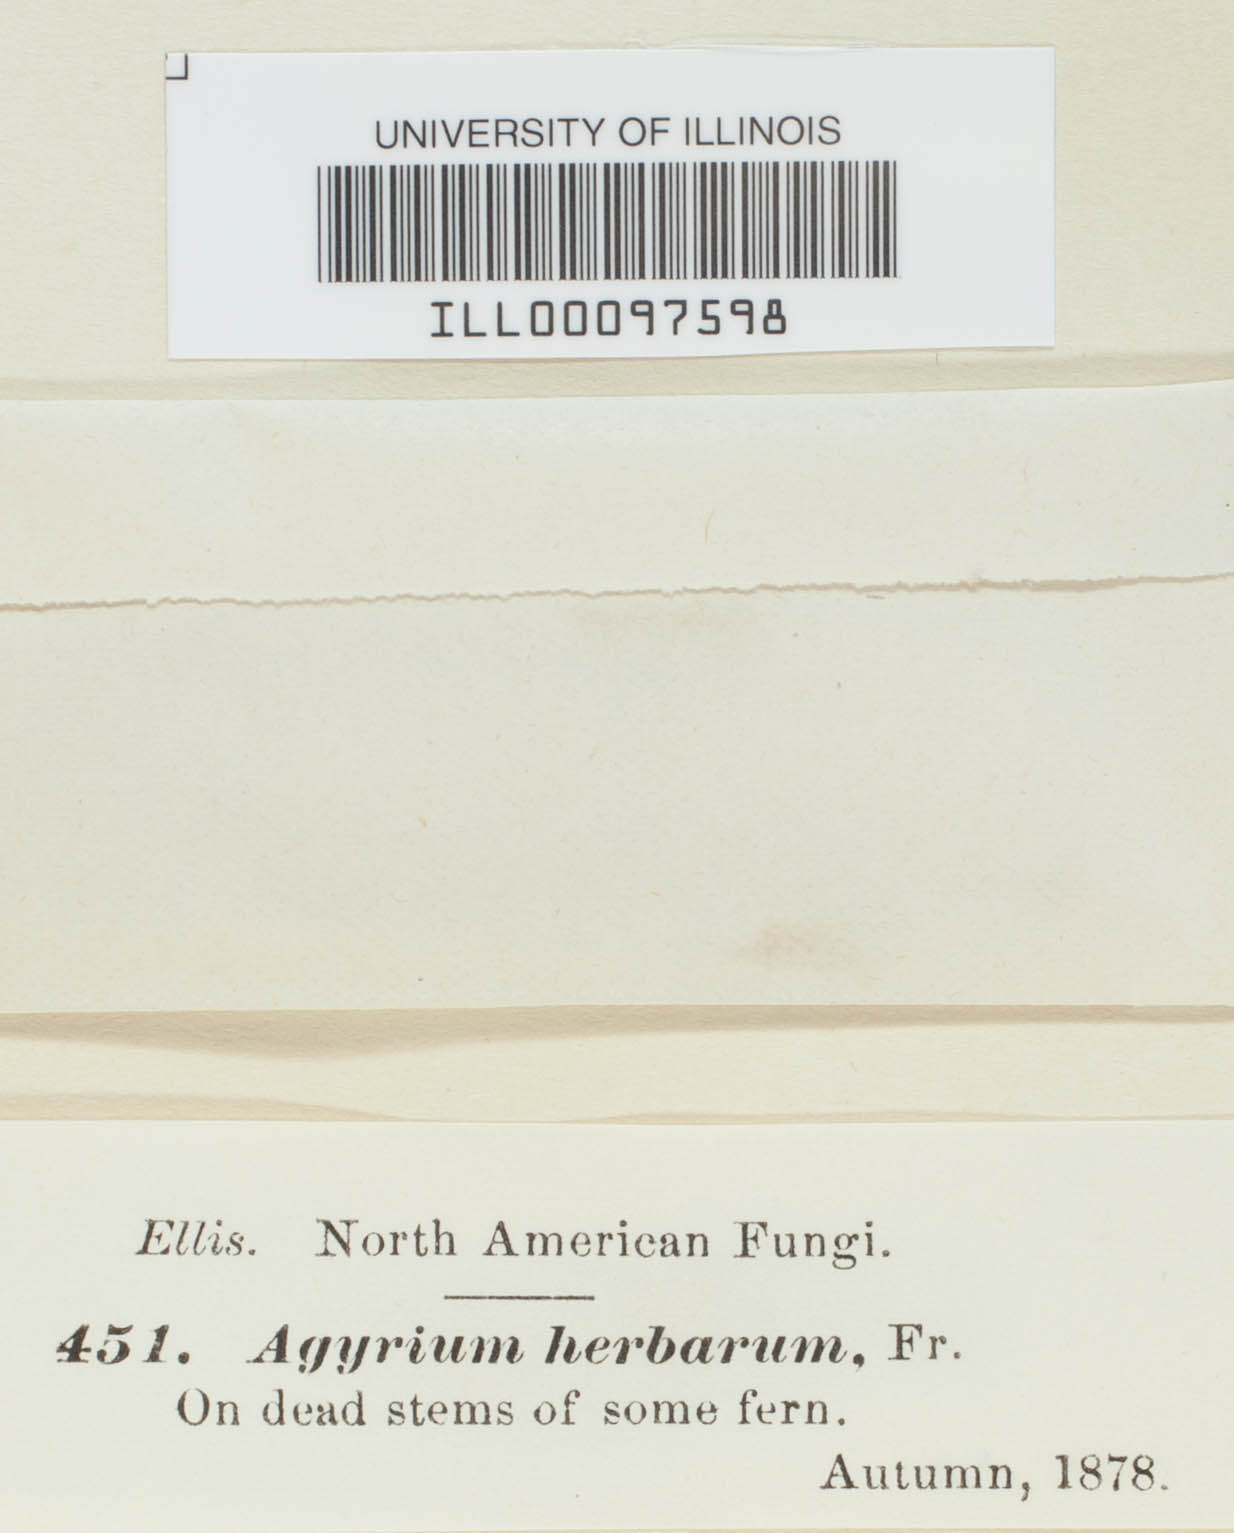 UNIVERSITY OF ILLINOIS
ILL00097598
Ellis. North American Fungi.
451. Agyrium herbarum, Fr.
On dead stems of some fern.
Autumn, 1878.